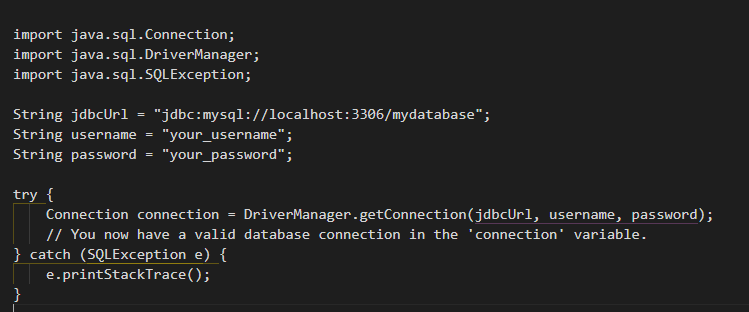 import java.sql.Connection;
import java.sql.DriverManager;
import java.sql.SQLException;
String jdbcUrl = "jdbc:mysql://localhost:3306/mydatabase";
String username = "your_username";
String password = "your_password";
try {
    Connection connection = DriverManager.getConnection(jdbcUrl, username, password);
    // You now have a valid database connection in the 'connection' variable.
} catch (SQLException e) {
    e.printStackTrace();
}